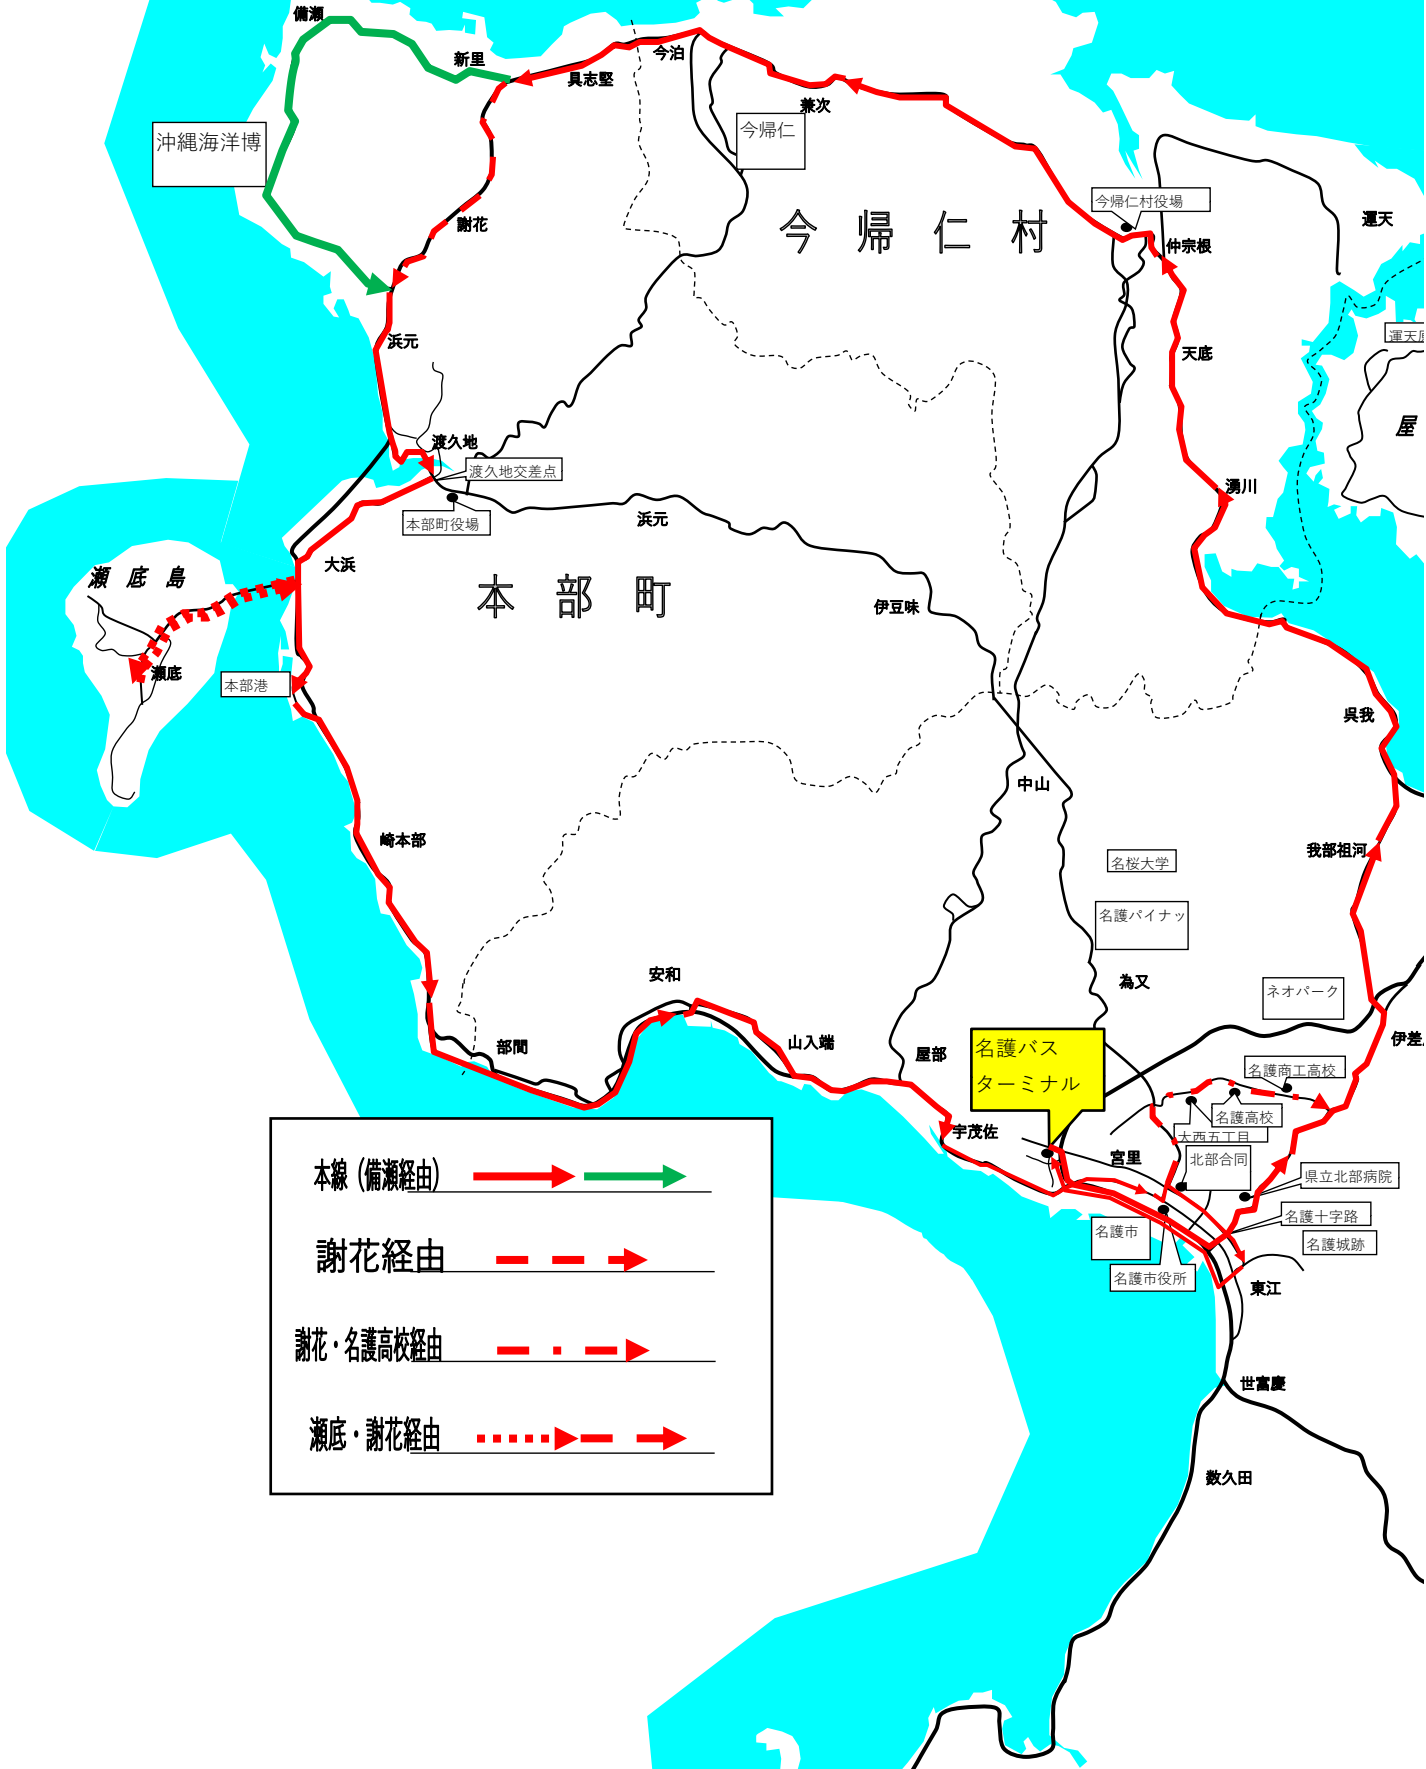 備瀬
新里
具志堅
今泊
兼次
沖縄海洋博
今帰仁
謝花
今帰仁村
今帰仁村役場
運天
仲宗根
浜元
天底
運天原
屋
渡久地
渡久地交差点
湧川
本部町役場
浜元
大浜
瀬底島
本部町
伊豆味
瀬底
本部港
呉我
中山
崎本部
我部祖河
名桜大学
名護パイナッ
安和
為又
ネオパーク
部間
山入端
屋部
伊差
名護バス
ターミナル
名護商工高校
名護高校
大西五丁目
宇茂佐
宮里
北部合同
県立北部病院
名護十字路
名護市
名護城跡
名護市役所
東江
世冨慶
数久田
本線（備瀬経由）
謝花経由
謝花・名護高校経由
瀬底・謝花経由